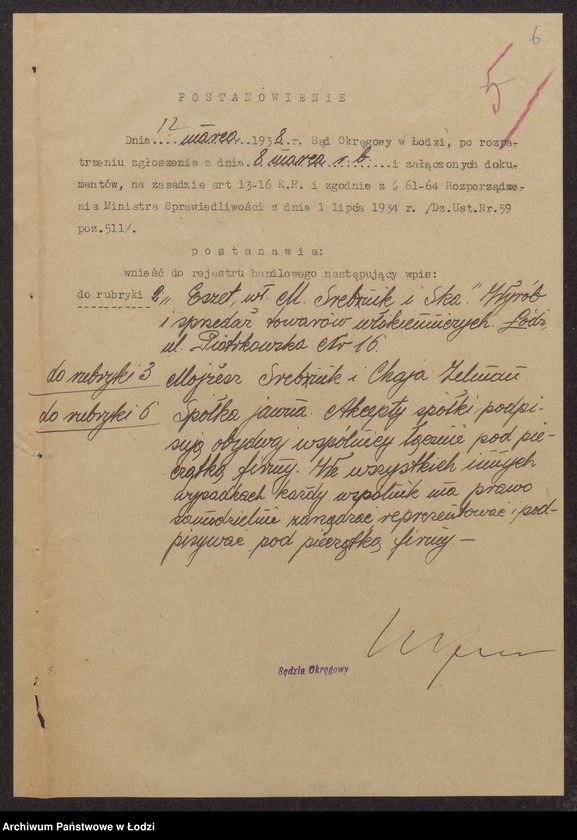 6
5
POSTANOWIENIE
Dnia...12 marca..1938.r. Sąd Okręgowy w Łodzi, po rozpa-
trzeniu zgłoszenia z dnia 8. marca r.b......i załączonych doku-
mentów, na zasadzie art 13-16 K.H. i zgodnie z § 61-64 Rozporządze-
nia Ministra Sprawiedliwości z dnia 1 lipca 1934 r. /Dz.Ust.Nr.59
poz.511/.
postanawia:
wnieść do rejestru handlowego następujący wpis:
do rubryki 2 „Eszet, wł. M. Srebrnik i Ska." Wyrób
i sprzedaż towarów włókienniczych. Łódź,
ul. Piotrkowska Nr 16.
do rubryki 3 Mojżesz Srebrnik i Chaja Zelman.
do rubryki 6 Spółka jawna. Akcepty spółki podpi-
sują obydwaj wspólnicy łącznie pod pie-
czątką firmy. We wszystkich innych
wypadkach każdy wspólnik ma prawo
samodzielnie zarządzać reprezentować i pod-
pisywać pod pieczątką firmy. —
Sędzia Okręgowy
Archiwum Państwowe w Łodzi